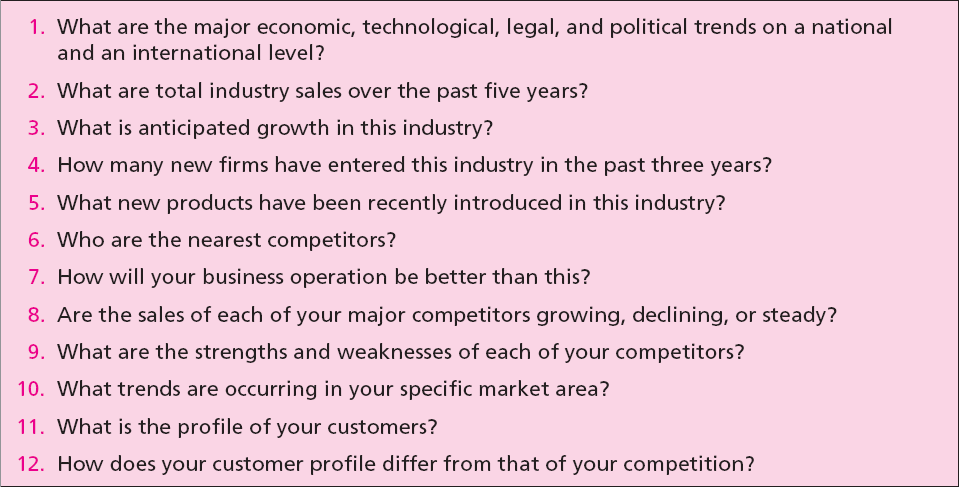 1. What are the major economic, technological, legal, and political trends on a national
and an international level?
2. What are total industry sales over the past five years?
3. What is anticipated growth in this industry?
4. How many new firms have entered this industry in the past three years?
5. What new products have been recently introduced in this industry?
6. Who are the nearest competitors?
7. How will your business operation be better than this?
8. Are the sales of each of your major competitors growing, declining, or steady?
9. What are the strengths and weaknesses of each of your competitors?
10. What trends are occurring in your specific market area?
11. What is the profile of your customers?
12. How does your customer profile differ from that of your competition?